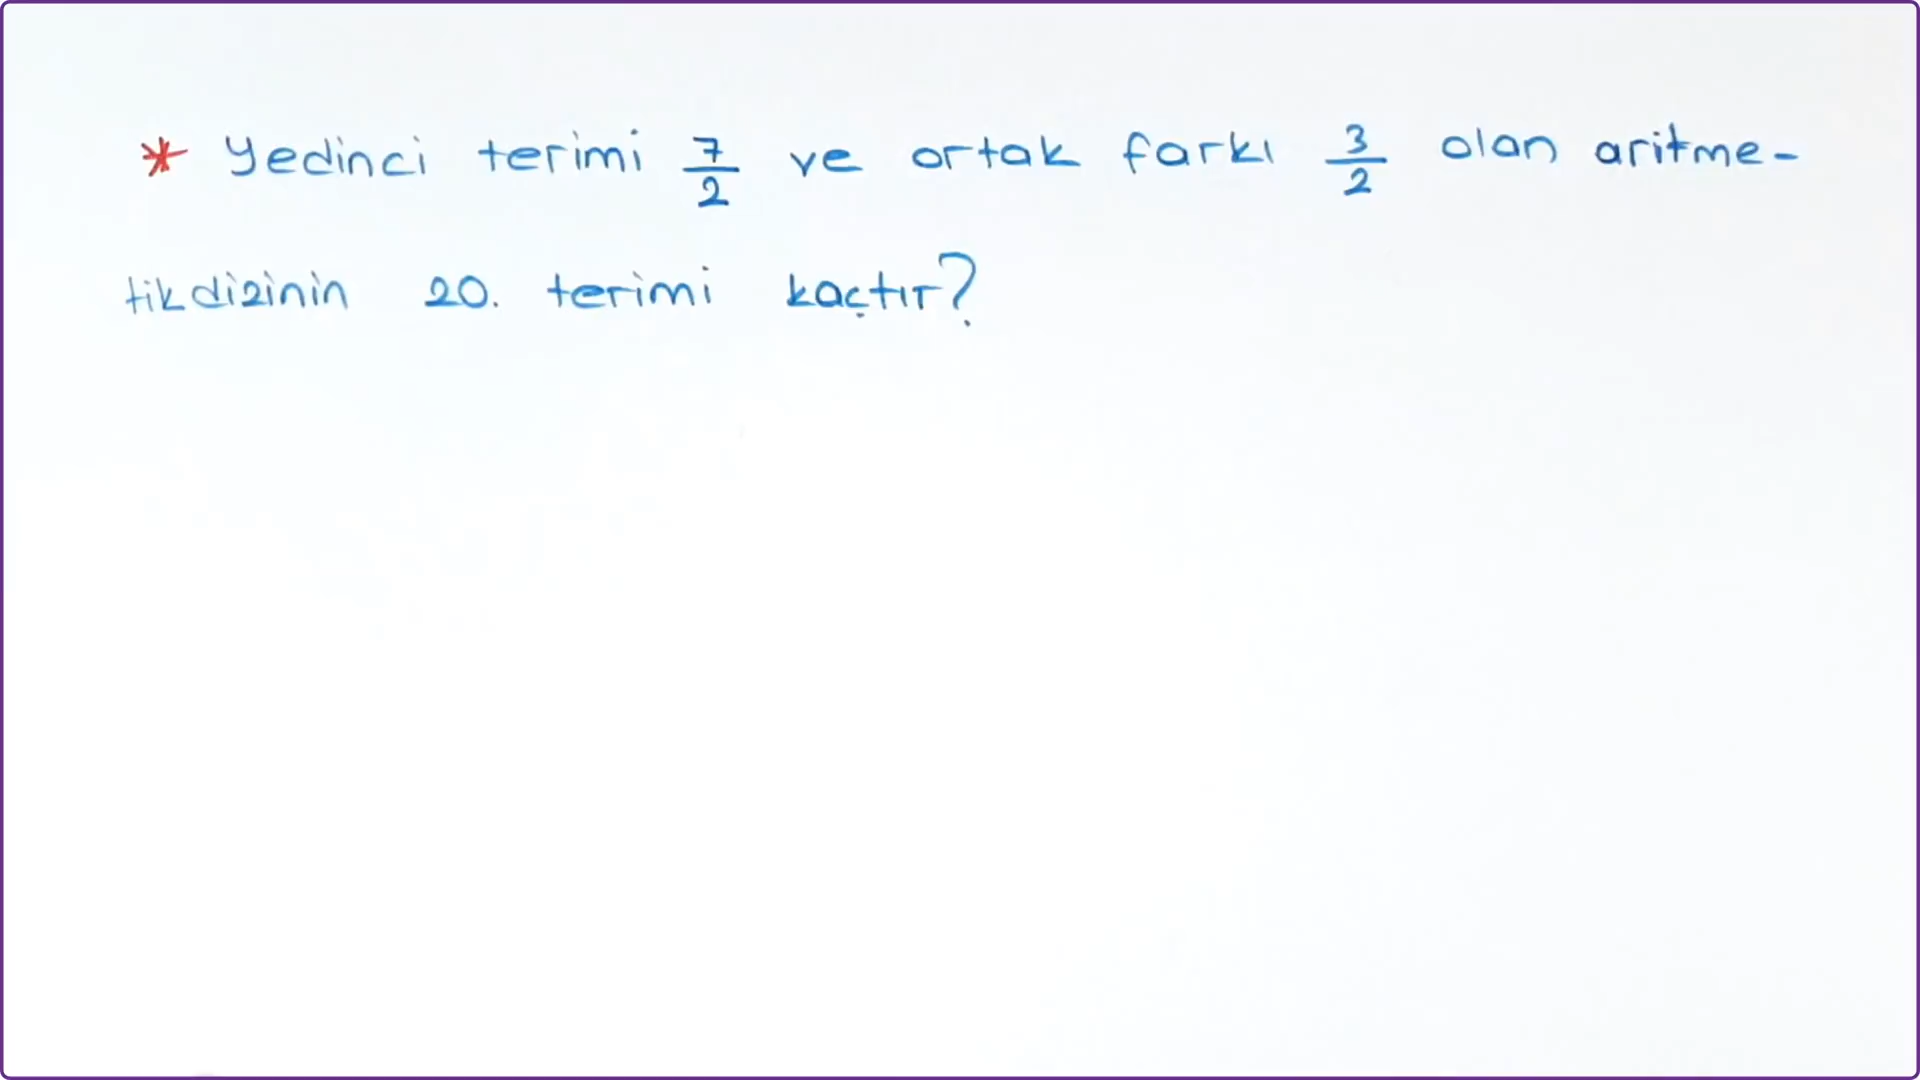 * Yedinci terimi 7/2 ve ortak farkı 3/2 olan aritme-
tikdizinin 20. terimi kaçtır?